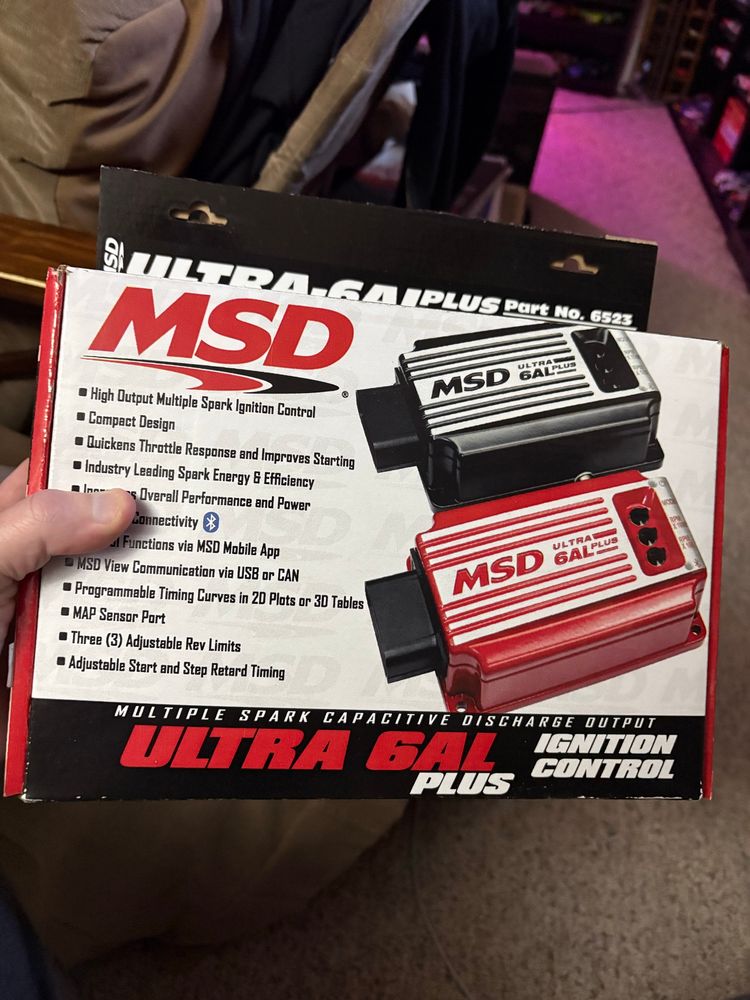 MSD
ULTRA-6AL PLUS Part No. 6523
MSD
High Output Multiple Spark Ignition Control
Compact Design
Quickens Throttle Response and Improves Starting
Industry Leading Spark Energy & Efficiency
Overall Performance and Power
Connectivity
Functions via MSD Mobile App
MSD View Communication via USB or CAN
Programmable Timing Curves in 2D Plots or 3D Tables
MAP Sensor Port
Three (3) Adjustable Rev Limits
Adjustable Start and Step Retard Timing
MSD ULTRA 6AL PLUS
MSD ULTRA 6AL PLUS
MULTIPLE SPARK CAPACITIVE DISCHARGE OUTPUT
ULTRA 6AL PLUS
IGNITION
CONTROL